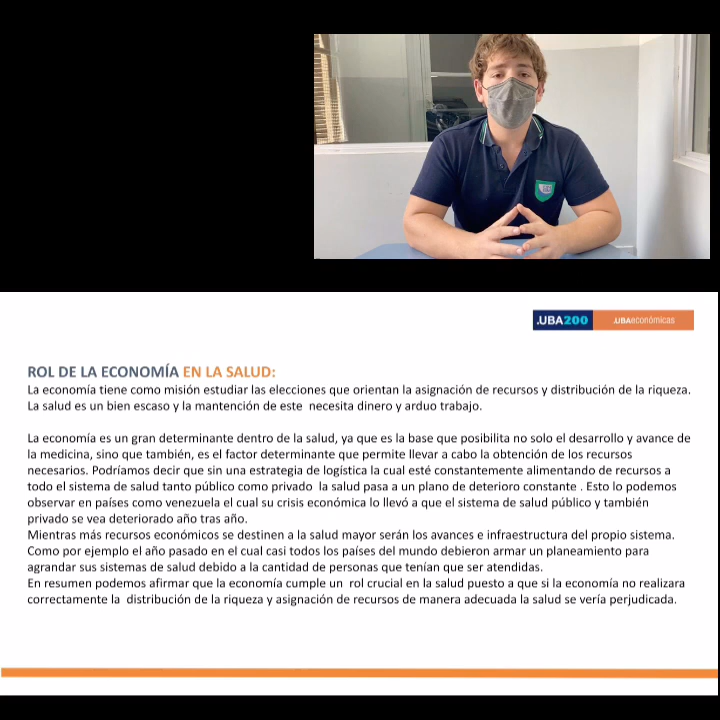 .UBA200 .UBAeconómicas
ROL DE LA ECONOMÍA EN LA SALUD:
La economía tiene como misión estudiar las elecciones que orientan la asignación de recursos y distribución de la riqueza.
La salud es un bien escaso y la mantención de este necesita dinero y arduo trabajo.
La economía es un gran determinante dentro de la salud, ya que es la base que posibilita no solo el desarrollo y avance de
la medicina, sino que también, es el factor determinante que permite llevar a cabo la obtención de los recursos
necesarios. Podríamos decir que sin una estrategia de logística la cual esté constantemente alimentando de recursos a
todo el sistema de salud tanto público como privado la salud pasa a un plano de deterioro constante . Esto lo podemos
observar en países como venezuela el cual su crisis económica lo llevó a que el sistema de salud público y también
privado se vea deteriorado año tras año.
Mientras más recursos económicos se destinen a la salud mayor serán los avances e infraestructura del propio sistema.
Como por ejemplo el año pasado en el cual casi todos los países del mundo debieron armar un planeamiento para
agrandar sus sistemas de salud debido a la cantidad de personas que tenían que ser atendidas.
En resumen podemos afirmar que la economía cumple un rol crucial en la salud puesto a que si la economía no realizara
correctamente la distribución de la riqueza y asignación de recursos de manera adecuada la salud se vería perjudicada.